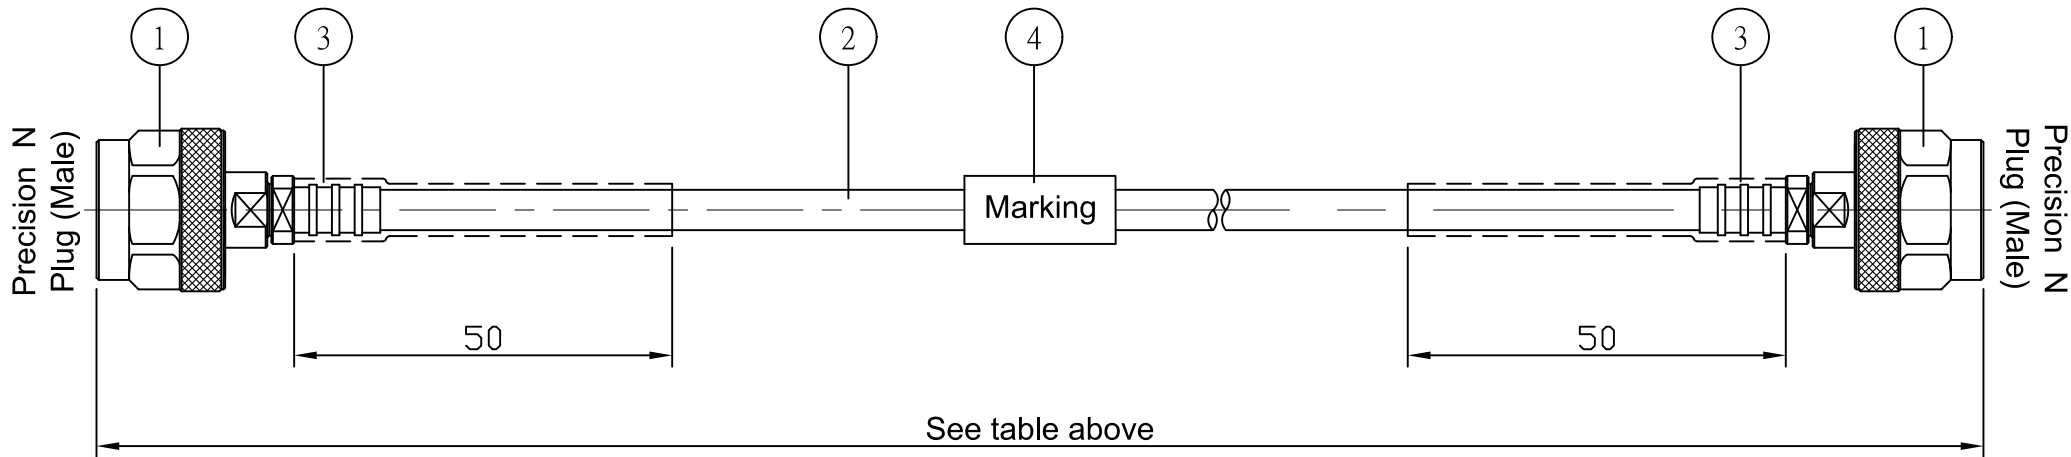 1
3
2
4
3
1
Precision N
Plug (Male)
Marking
Precision N
Plug (Male)
50
50
See table above